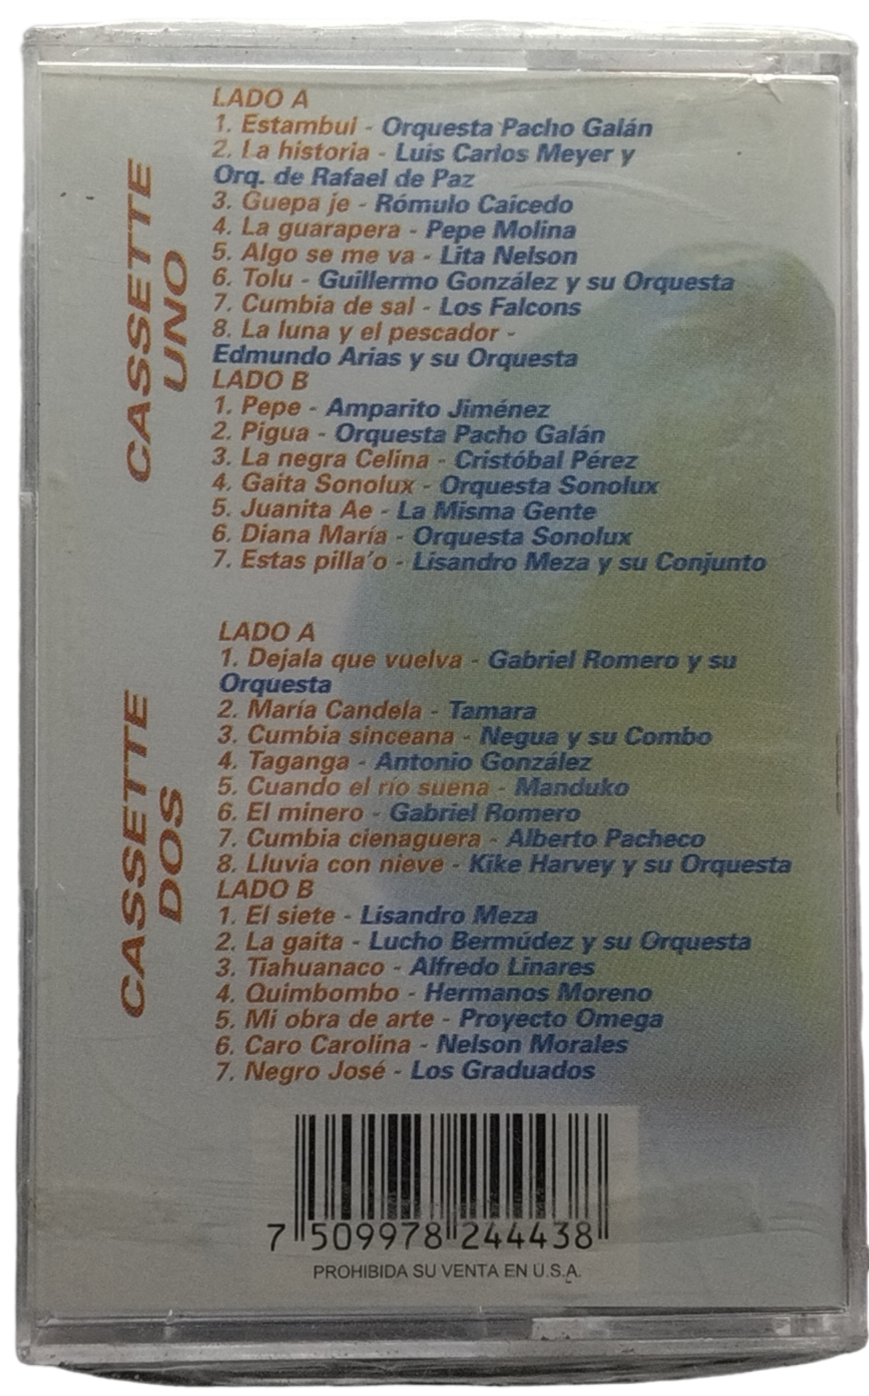 CASSETTE
UNO
LADO A
1. Estambul - Orquesta Pacho Galán
2. La historia - Luis Carlos Meyer y
Orq. de Rafael de Paz
3. Guepa je - Rómulo Caicedo
4. La guarapera - Pepe Molina
5. Algo se me va - Lita Nelson
6. Tolu - Guillermo González y su Orquesta
7. Cumbia de sal - Los Falcons
8. La luna y el pescador -
Edmundo Arias y su Orquesta
LADO B
1. Pepe - Amparito Jiménez
2. Pigua - Orquesta Pacho Galán
3. La negra Celina - Cristóbal Pérez
4. Gaita Sonolux - Orquesta Sonolux
5. Juanita Ae - La Misma Gente
6. Diana María - Orquesta Sonolux
7. Estas pilla'o - Lisandro Meza y su Conjunto
CASSETTE
DOS
LADO A
1. Dejala que vuelva - Gabriel Romero y su
Orquesta
2. María Candela - Tamara
3. Cumbia sinceana - Negua y su Combo
4. Taganga - Antonio González
5. Cuando el río suena - Manduko
6. El minero - Gabriel Romero
7. Cumbia cienaguera - Alberto Pacheco
8. Lluvia con nieve - Kike Harvey y su Orquesta
LADO B
1. El siete - Lisandro Meza
2. La gaita - Lucho Bermúdez y su Orquesta
3. Tiahuanaco - Alfredo Linares
4. Quimbombo - Hermanos Moreno
5. Mi obra de arte - Proyecto Omega
6. Caro Carolina - Nelson Morales
7. Negro José - Los Graduados
7 509978 244438
PROHIBIDA SU VENTA EN U.S.A.